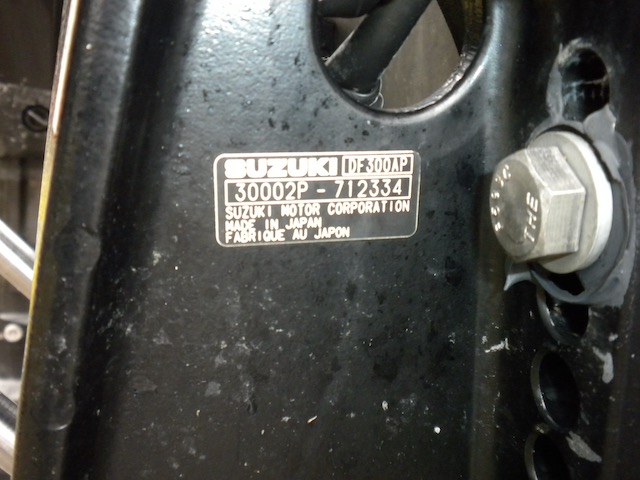 SUZUKI DF300AP
30002P-712334
SUZUKI MOTOR CORPORATION
MADE IN JAPAN
FABRIQUE AU JAPON
THE